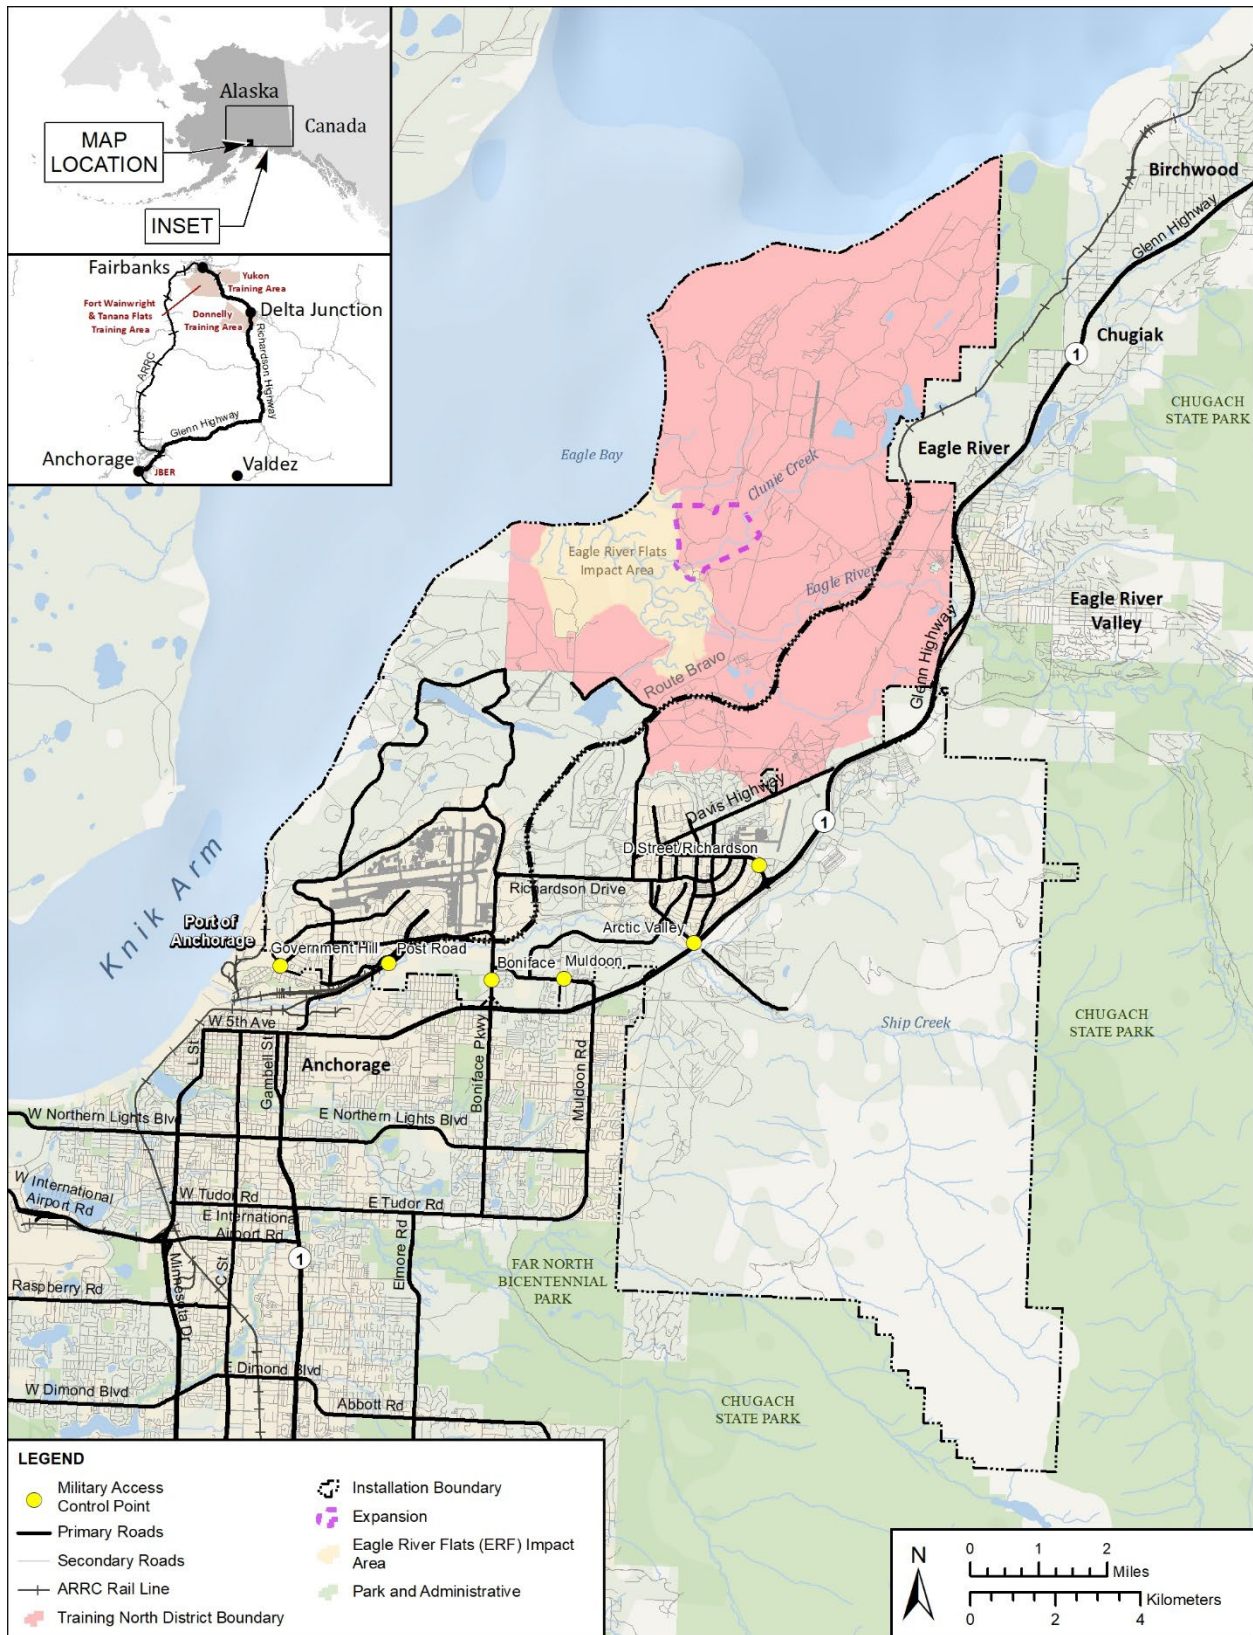 Alaska
Canada
MAP
LOCATION
INSET
Fairbanks
Yukon
Training Area
Fort Wainwright
& Tanana Flats
Training Area
Donnelly
Training Area
Delta Junction
ARRC
Richardson Highway
Glenn Highway
Anchorage
JBER
Valdez
Birchwood
Glenn Highway
1
Chugiak
CHUGACH
STATE PARK
Eagle River
Eagle Bay
Clunie Creek
Eagle River Flats
Impact Area
Eagle River
Eagle River
Valley
Glenn Highway
Route Bravo
Davis Highway
1
D Street/Richardson
Richardson Drive
Arctic Valley
Knik Arm
Port of
Anchorage
Government Hill
Post Road
Boniface
Muldoon
W 5th Ave
L St
Gambell St
Anchorage
Boniface Pkwy
Muldoon Rd
Ship Creek
CHUGACH
STATE PARK
W Northern Lights Blvd
E Northern Lights Blvd
W International
Airport Rd
W Tudor Rd
E Tudor Rd
E International
Airport Rd
Elmore Rd
1
C St
Minnesota Dr
Raspberry Rd
FAR NORTH
BICENTENNIAL
PARK
E Dimond Blvd
W Dimond Blvd
Abbott Rd
CHUGACH
STATE PARK
LEGEND
Military Access
Control Point
Primary Roads
Secondary Roads
ARRC Rail Line
Training North District Boundary
Installation Boundary
Expansion
Eagle River Flats (ERF) Impact
Area
Park and Administrative
N
0 1 2
Miles
Kilometers
0 2 4